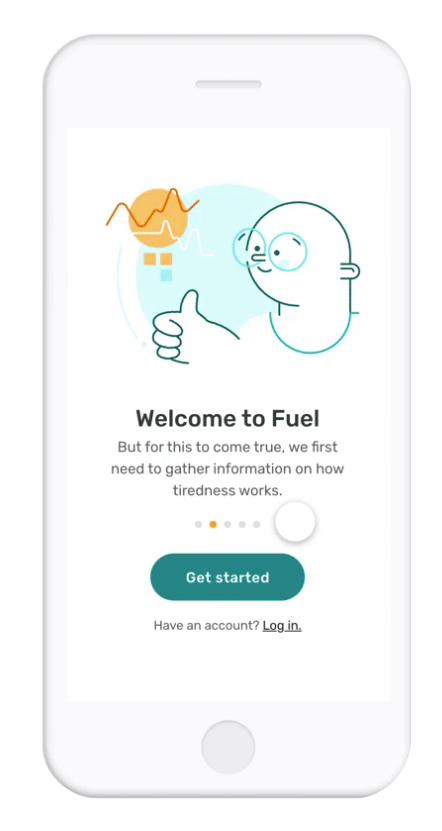 Welcome to Fuel
But for this to come true, we first
need to gather information on how
tiredness works.
Get started
Have an account? Log in.